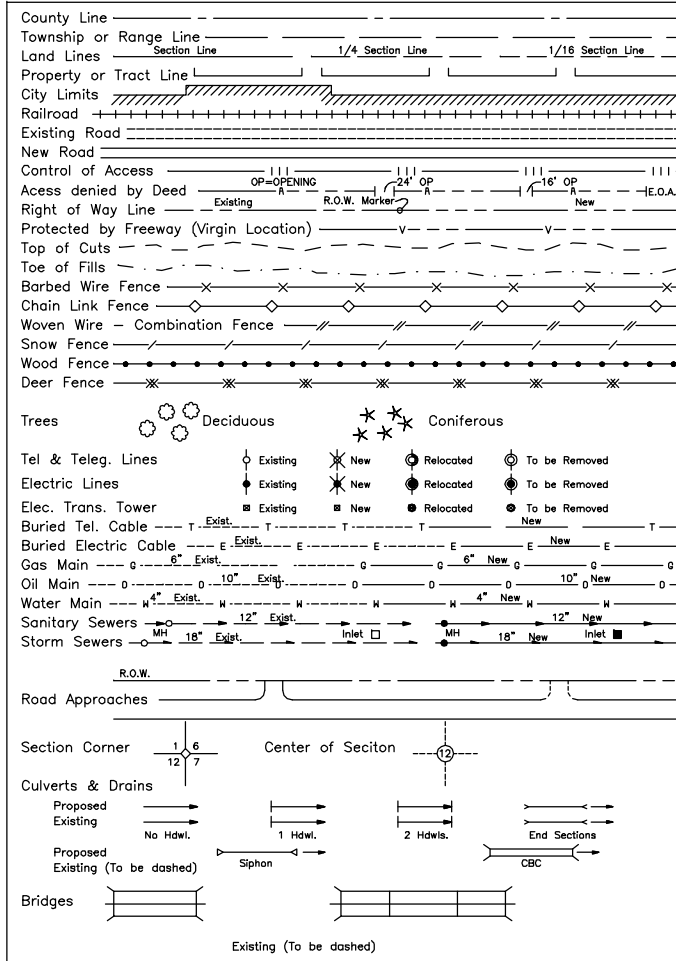 County Line
Township or Range Line
Land Lines Section Line 1/4 Section Line 1/16 Section Line
Property or Tract Line
City Limits
Railroad
Existing Road
New Road
Control of Access
OP=OPENING 24' OP 16' OP
Acess denied by Deed A A A E.O.A.
Right of Way Line Existing R.O.W. Marker New
Protected by Freeway (Virgin Location) V V
Top of Cuts
Toe of Fills
Barbed Wire Fence
Chain Link Fence
Woven Wire – Combination Fence
Snow Fence
Wood Fence
Deer Fence
Trees Deciduous Coniferous
Tel & Teleg. Lines Existing New Relocated To be Removed
Electric Lines Existing New Relocated To be Removed
Elec. Trans. Tower Existing New Relocated To be Removed
Buried Tel. Cable T Exist. T T T New T
Buried Electric Cable E Exist. E E E New E
Gas Main G 6" Exist. G G 6" New G G
Oil Main O O 10" Exist. O O O O 10" New O
Water Main W 4" Exist. W W W W 4" New W W
Sanitary Sewers 12" Exist. 12" New
Storm Sewers MH 18" Exist. Inlet MH 18" New Inlet
R.O.W.
Road Approaches
Section Corner 1 6 12 7 Center of Seciton 12
Culverts & Drains
Proposed
Existing
No Hdwl. 1 Hdwl. 2 Hdwls. End Sections
Proposed Siphon CBC
Existing (To be dashed)
Bridges
Existing (To be dashed)